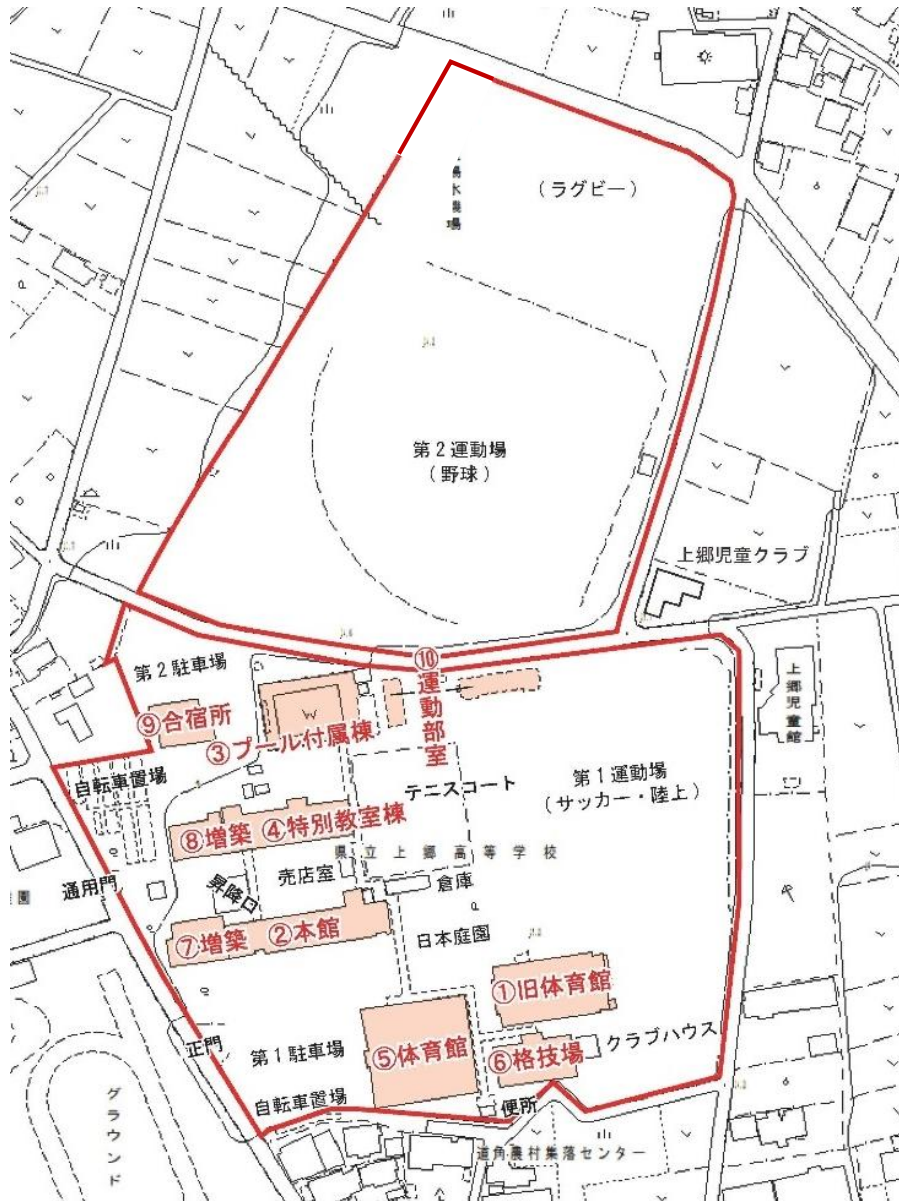 (ラグビー)
第2運動場
(野球)
上郷児童クラブ
第2駐車場
⑩運動部室
上郷児童館
⑨合宿所
③プール付属棟
自転車置場
テニスコート
第1運動場
(サッカー・陸上)
⑧増築 ④特別教室棟
県立上郷高等学校
通用門
園
昇降口
売店室
倉庫
⑦増築 ②本館
日本庭園
①旧体育館
正門
第1駐車場
⑤体育館
⑥格技場
クラブハウス
グラウンド
自転車置場
便所
道角農村集落センター